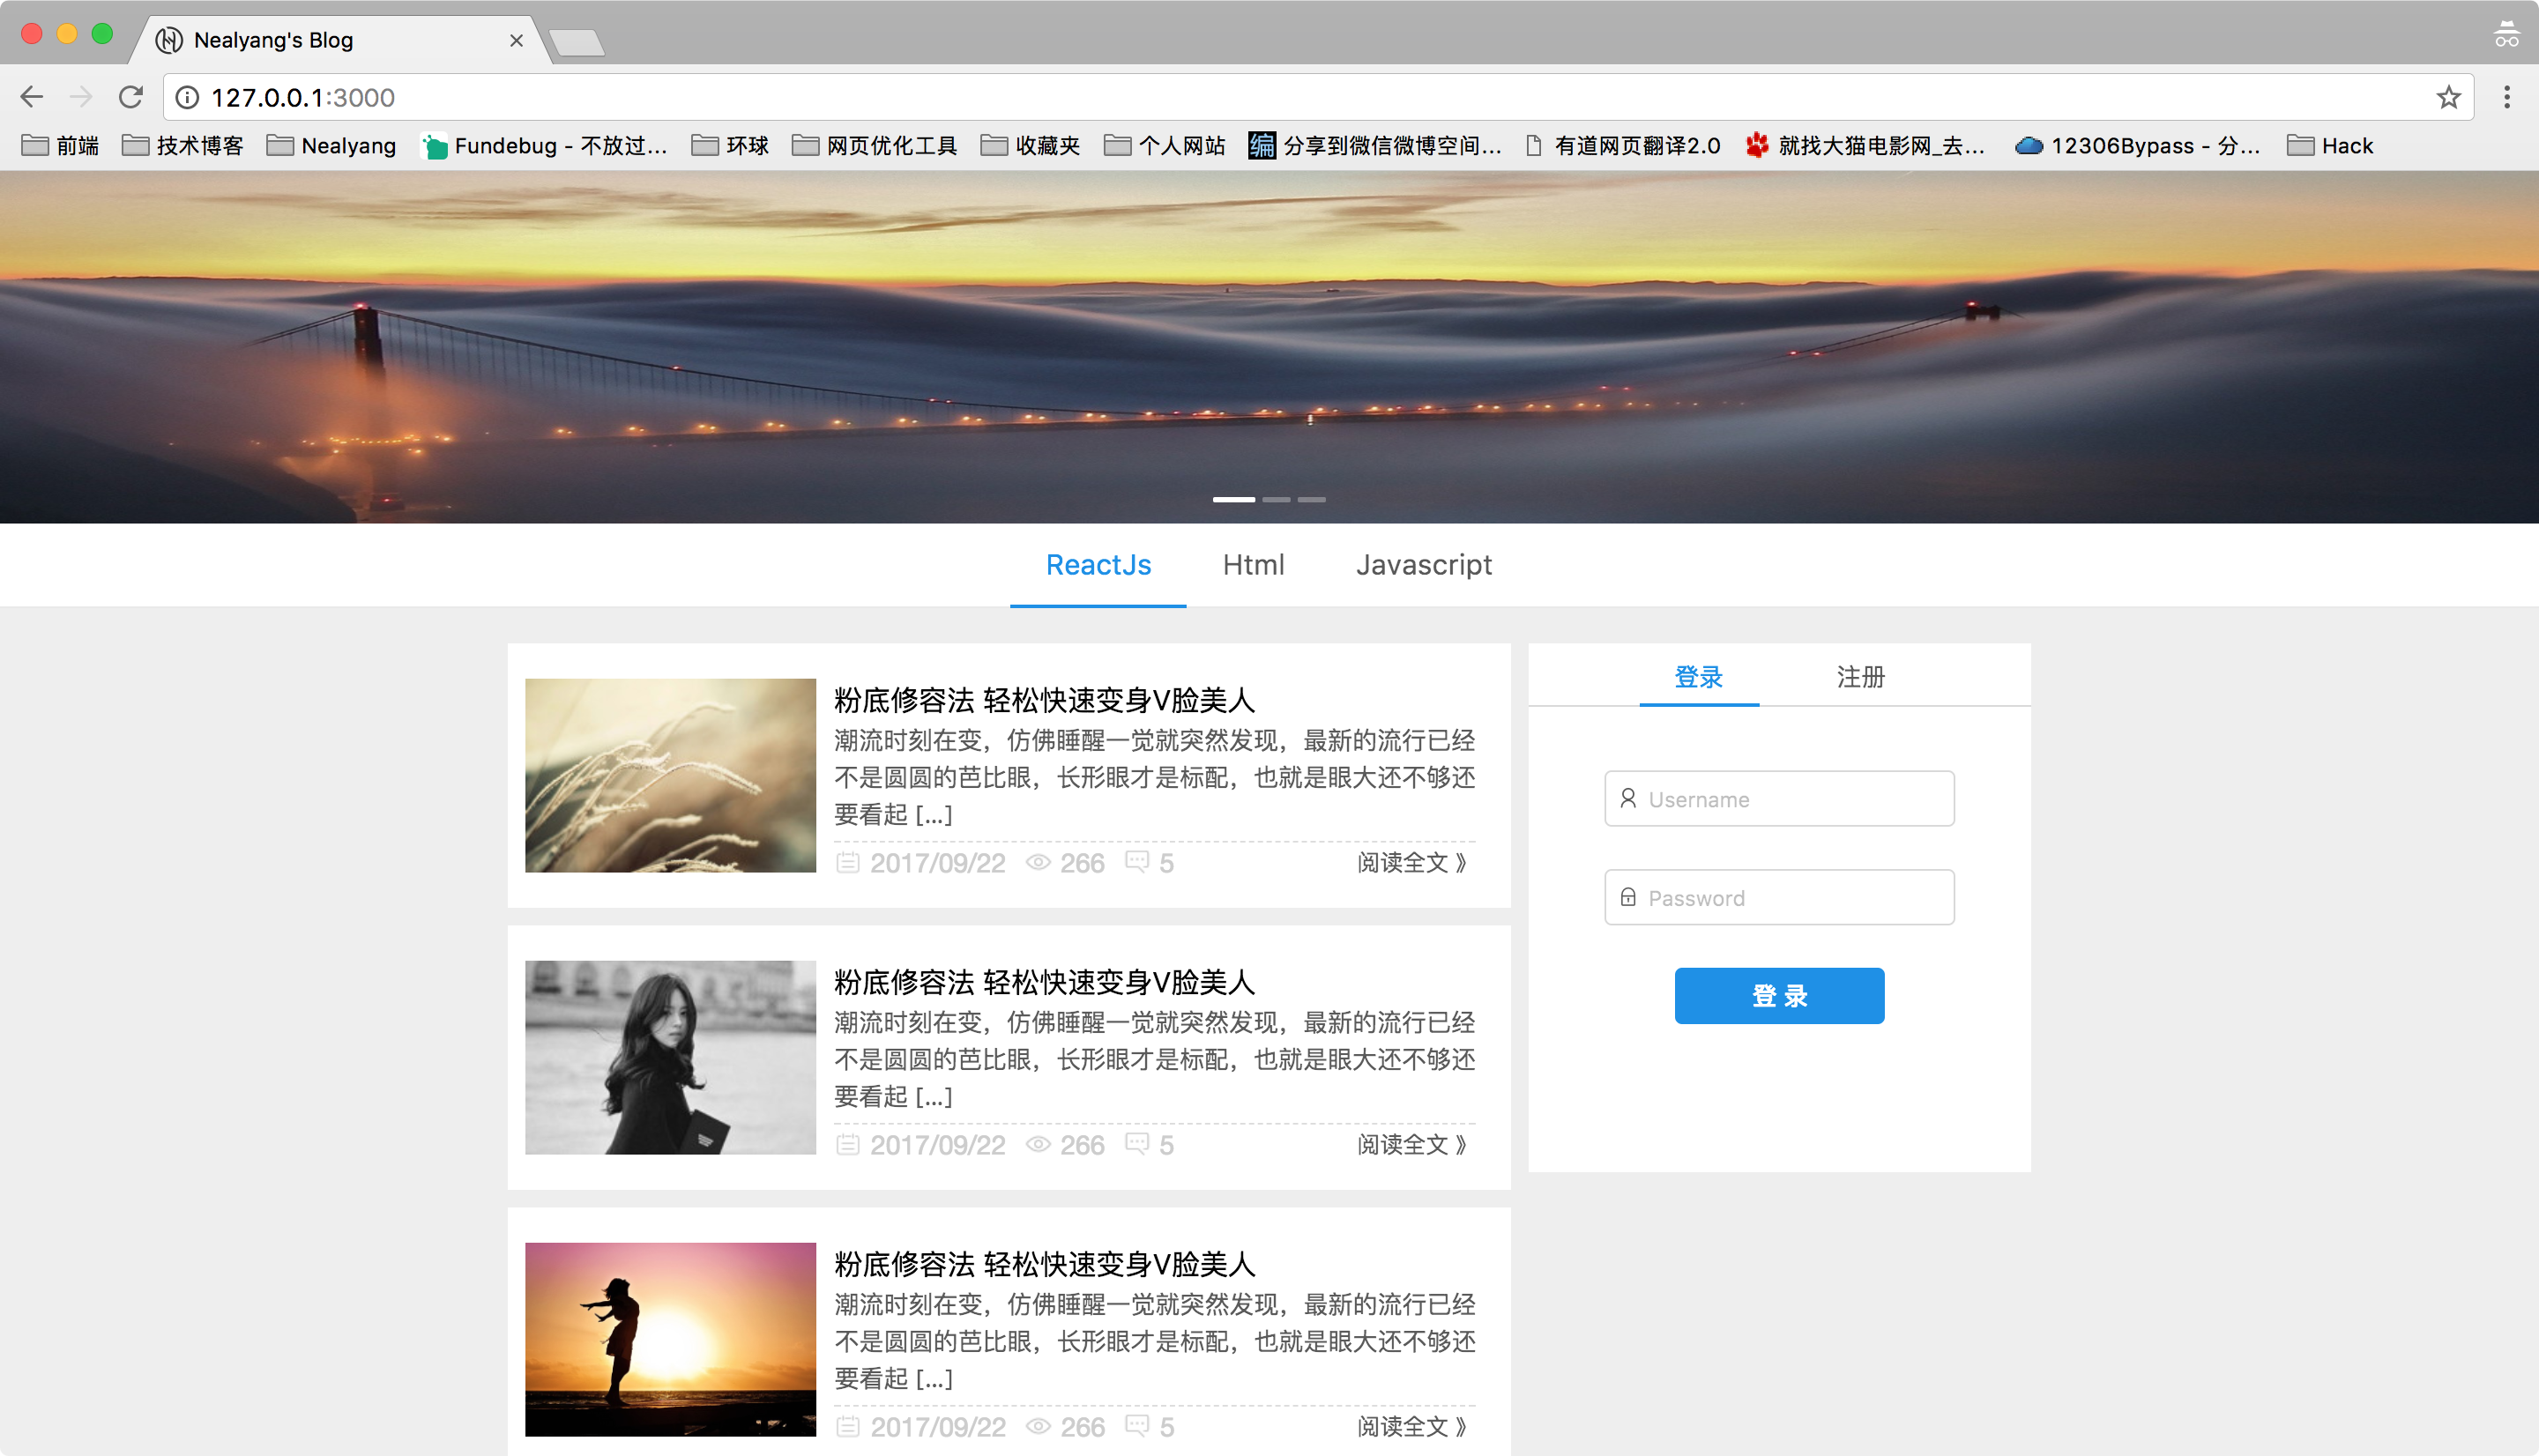 Nealyang's Blog
127.0.0.1:3000
前端 技术博客 Nealyang Fundebug - 不放过... 环球 网页优化工具 收藏夹 个人网站 编 分享到微信微博空间... 有道网页翻译2.0 就找大猫电影网_去... 12306Bypass - 分... Hack
ReactJs Html Javascript
粉底修容法 轻松快速变身V脸美人
潮流时刻在变，仿佛睡醒一觉就突然发现，最新的流行已经
不是圆圆的芭比眼，长形眼才是标配，也就是眼大还不够还
要看起 [...]
2017/09/22 266 5 阅读全文 》
粉底修容法 轻松快速变身V脸美人
潮流时刻在变，仿佛睡醒一觉就突然发现，最新的流行已经
不是圆圆的芭比眼，长形眼才是标配，也就是眼大还不够还
要看起 [...]
2017/09/22 266 5 阅读全文 》
粉底修容法 轻松快速变身V脸美人
潮流时刻在变，仿佛睡醒一觉就突然发现，最新的流行已经
不是圆圆的芭比眼，长形眼才是标配，也就是眼大还不够还
要看起 [...]
2017/09/22 266 5 阅读全文 》
登录 注册
Username
Password
登 录